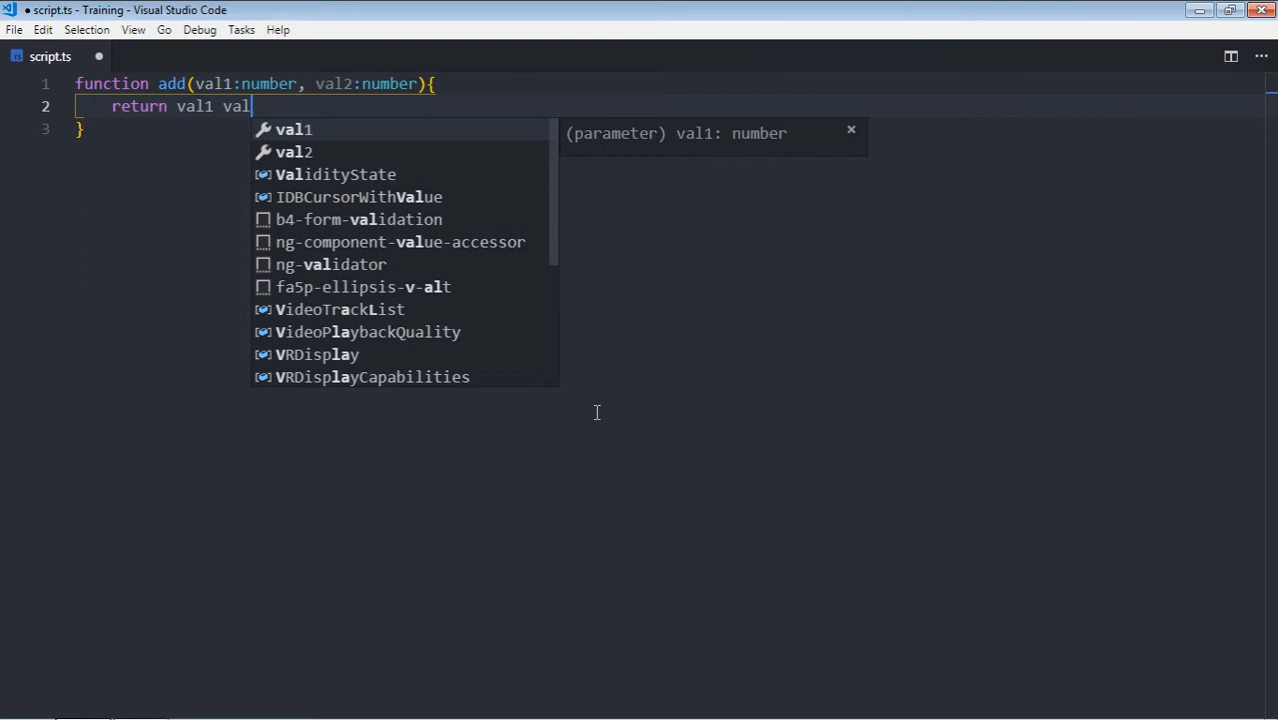 ● script.ts - Training - Visual Studio Code
File Edit Selection View Go Debug Tasks Help
script.ts ●
1 function add(val1:number, val2:number){
2 return val1 val
3 }
val1
(parameter) val1: number ×
val2
ValidityState
IDBCursorWithValue
b4-form-validation
ng-component-value-accessor
ng-validator
fa5p-ellipsis-v-alt
VideoTrackList
VideoPlaybackQuality
VRDisplay
VRDisplayCapabilities